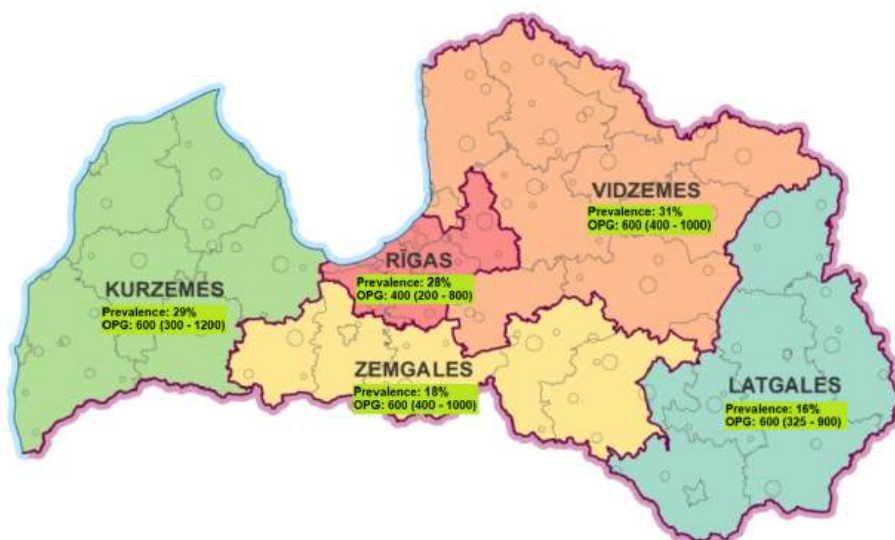 VIDZEMES
Prevalence: 31%
OPG: 600 (400 - 1000)
RĪGAS
Prevalence: 28%
OPG: 400 (200 - 800)
KURZEMES
Prevalence: 29%
OPG: 600 (300 - 1200)
ZEMGALES
Prevalence: 18%
OPG: 600 (400 - 1000)
LATGALES
Prevalence: 16%
OPG: 600 (325 - 900)